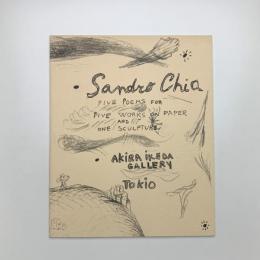 • Sandro Chia
FIVE POEMS FOR
FIVE WORKS ON PAPER
AND
ONE SCULPTURE
• AKIRA IKEDA
GALLERY
TOKIO